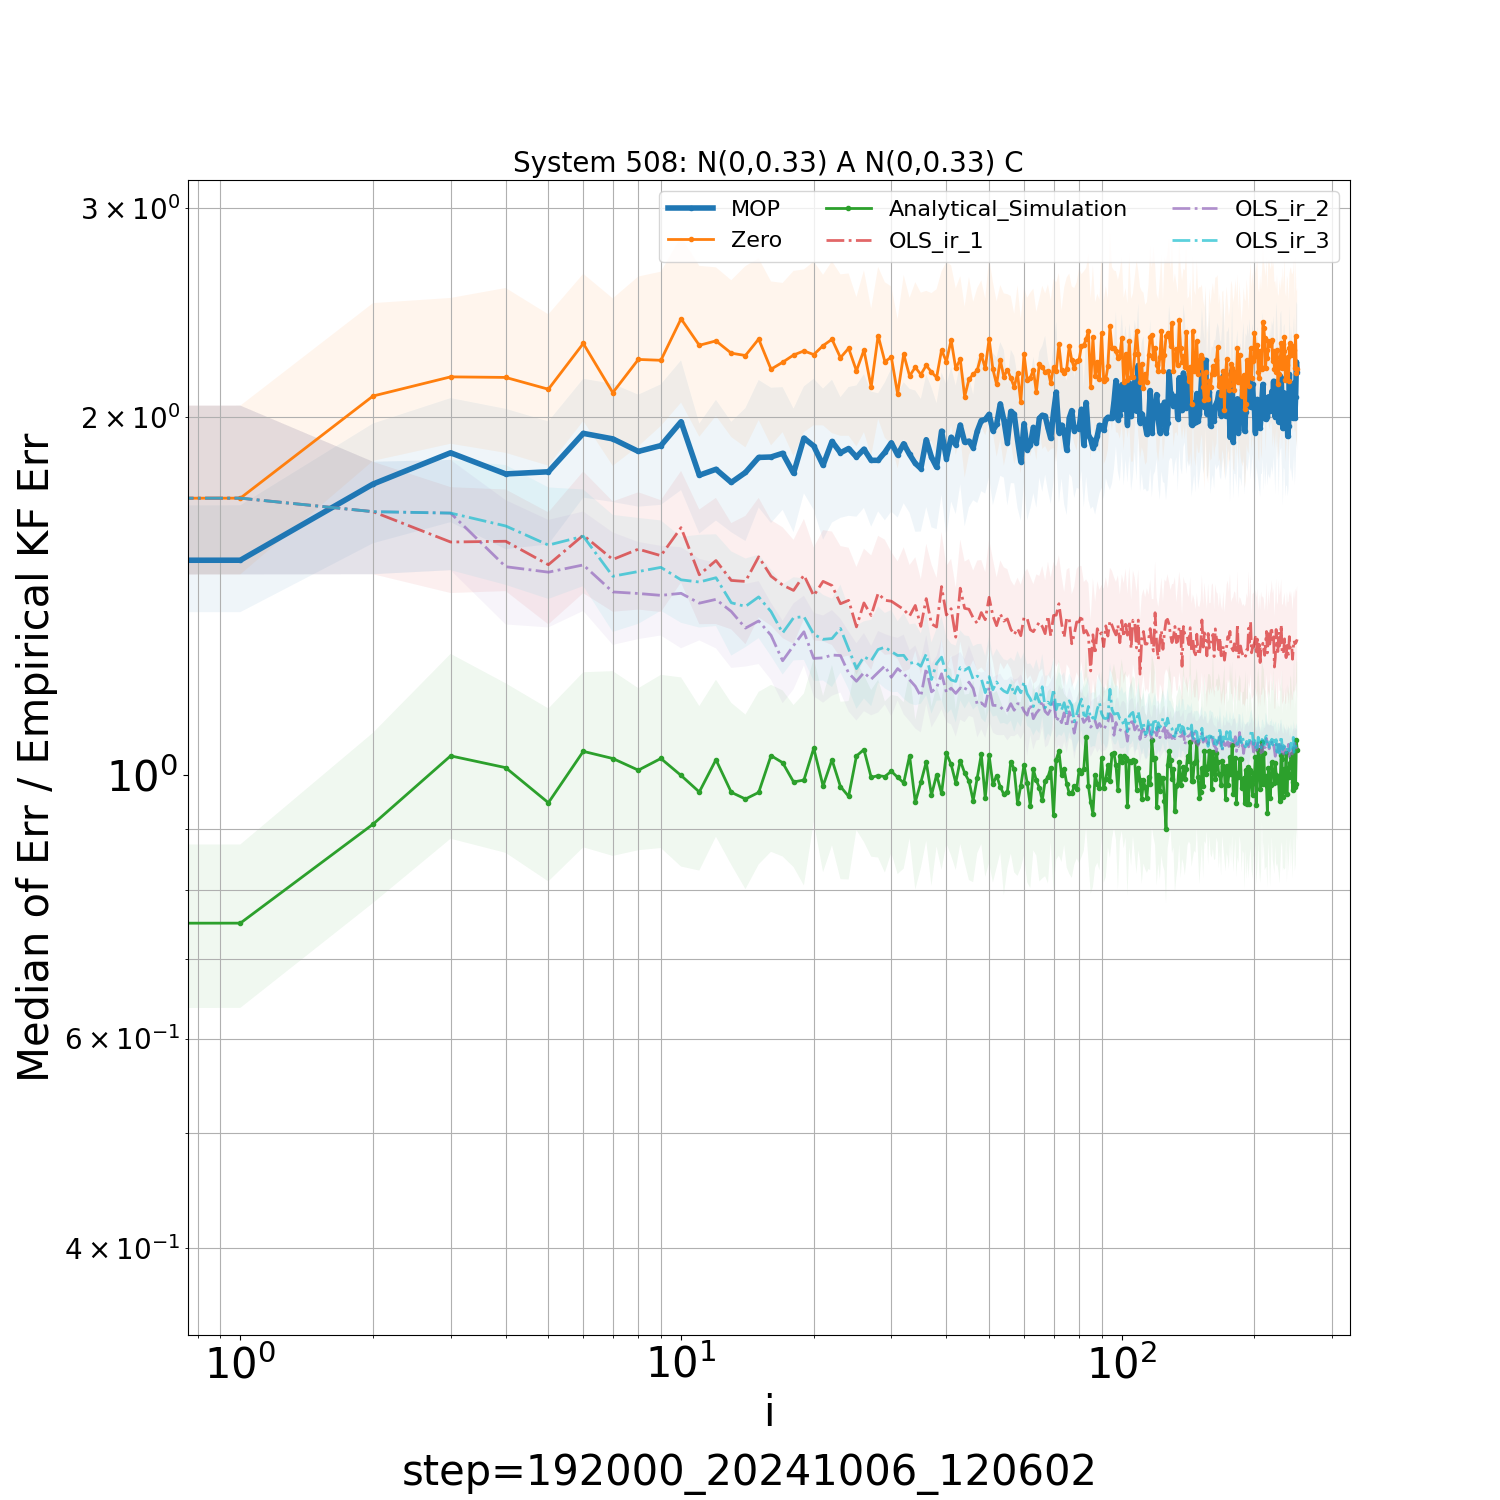 System 508: N(0,0.33) A N(0,0.33) C
MOP
Zero
Analytical_Simulation
OLS_ir_1
OLS_ir_2
OLS_ir_3
Median of Err / Empirical KF Err
3 × 10⁰
2 × 10⁰
10⁰
6 × 10⁻¹
4 × 10⁻¹
10⁰ 10¹ 10²
i
step=192000_20241006_120602